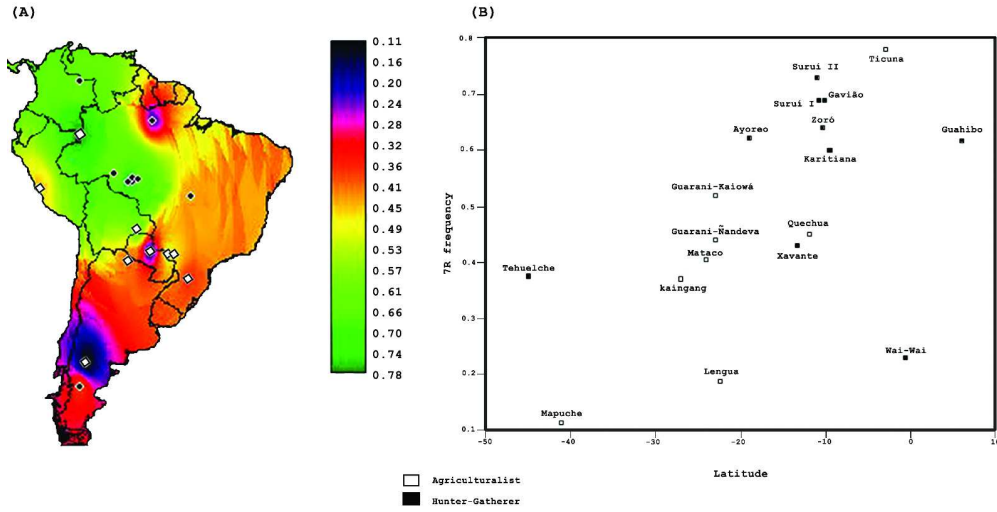 (A)
(B)
0.11
0.16
0.20
0.24
0.28
0.31
0.35
0.38
0.41
0.45
0.49
0.53
0.57
0.61
0.66
0.70
0.74
0.78
7R frequency
0.8
0.7
0.6
0.5
0.4
0.3
0.2
0.1
Ticuna
Surui II
Surui I
Gavião
Zoró
Guahibo
Ayoreo
Karitiana
Guarani-Kaiowá
Quechua
Guarani-Ñandeva
Xavante
Mataco
Tehuelche
kaingang
Wai-Wai
Lengua
Mapuche
-50
-40
-30
-20
-10
0
10
Latitude
Agriculturalist
Hunter-Gatherer